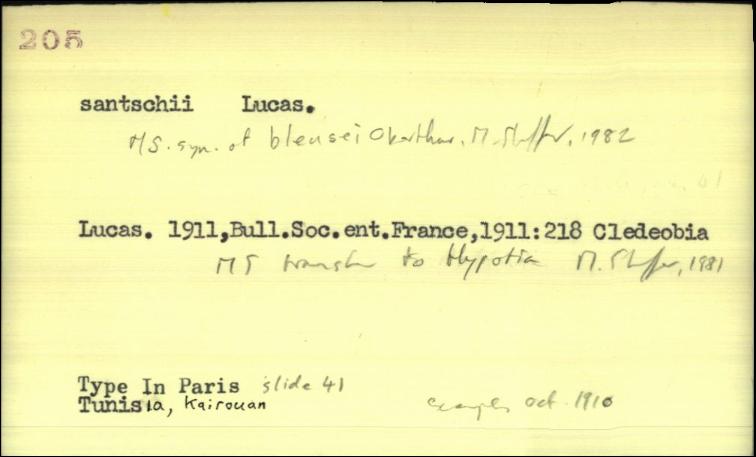 205
santschii Lucas.
MS. syn. of bleusei Oberthur. M. Shaffer, 1982
Lucas. 1911,Bull.Soc.ent.France,1911:218 Cledeobia
MS transfer to Hypotia M. Shaffer, 1981
Type In Paris slide 41
Tunisia, Kairouan
Oct. 1910